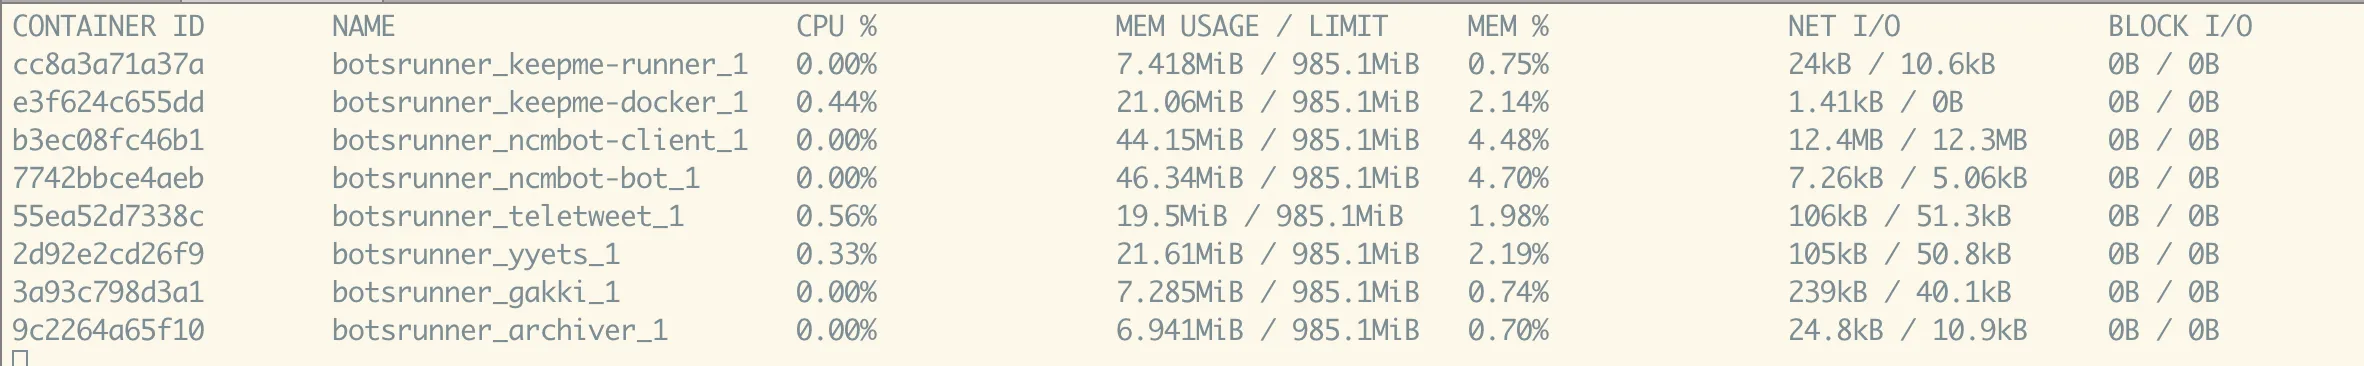 CONTAINER ID NAME CPU % MEM USAGE / LIMIT MEM % NET I/O BLOCK I/O
cc8a3a71a37a botsrunner_keepme-runner_1 0.00% 7.418MiB / 985.1MiB 0.75% 24kB / 10.6kB 0B / 0B
e3f624c655dd botsrunner_keepme-docker_1 0.44% 21.06MiB / 985.1MiB 2.14% 1.41kB / 0B 0B / 0B
b3ec08fc46b1 botsrunner_ncmbot-client_1 0.00% 44.15MiB / 985.1MiB 4.48% 12.4MB / 12.3MB 0B / 0B
7742bbce4aeb botsrunner_ncmbot-bot_1 0.00% 46.34MiB / 985.1MiB 4.70% 7.26kB / 5.06kB 0B / 0B
55ea52d7338c botsrunner_teletweet_1 0.56% 19.5MiB / 985.1MiB 1.98% 106kB / 51.3kB 0B / 0B
2d92e2cd26f9 botsrunner_yyets_1 0.33% 21.61MiB / 985.1MiB 2.19% 105kB / 50.8kB 0B / 0B
3a93c798d3a1 botsrunner_gakki_1 0.00% 7.285MiB / 985.1MiB 0.74% 239kB / 40.1kB 0B / 0B
9c2264a65f10 botsrunner_archiver_1 0.00% 6.941MiB / 985.1MiB 0.70% 24.8kB / 10.9kB 0B / 0B